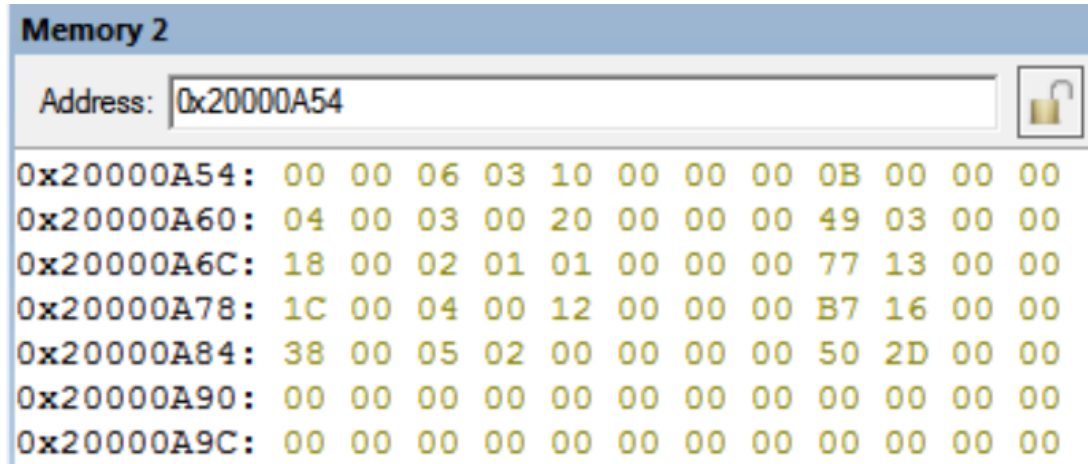 Memory 2
Address: 0x20000A54
0x20000A54: 00 00 06 03 10 00 00 00 0B 00 00 00
0x20000A60: 04 00 03 00 20 00 00 00 49 03 00 00
0x20000A6C: 18 00 02 01 01 00 00 00 77 13 00 00
0x20000A78: 1C 00 04 00 12 00 00 00 B7 16 00 00
0x20000A84: 38 00 05 02 00 00 00 00 50 2D 00 00
0x20000A90: 00 00 00 00 00 00 00 00 00 00 00 00
0x20000A9C: 00 00 00 00 00 00 00 00 00 00 00 00